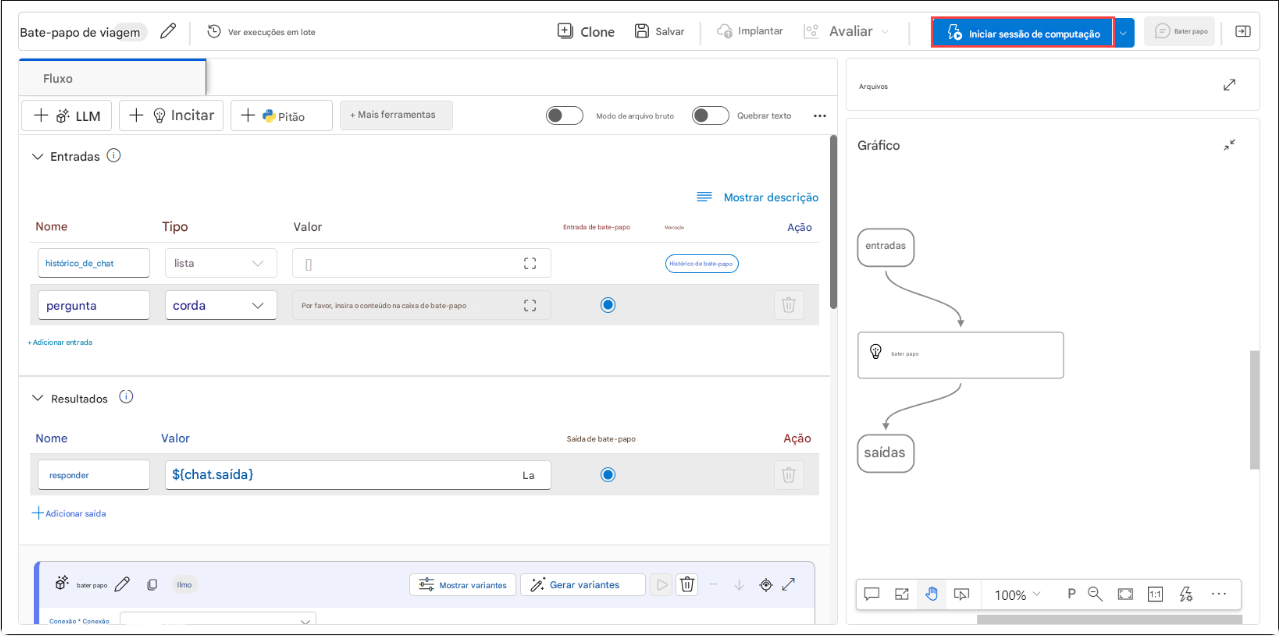 Bate-papo de viagem
Ver execuções em lote
Clone
Salvar
Implantar
Avaliar
Iniciar sessão de computação
Bater papo
Fluxo
+ LLM
+ Incitar
+ Pitão
+ Mais ferramentas
Modo de arquivo bruto
Quebrar texto
Entradas
Mostrar descrição
Nome Tipo Valor Entrada de bate-papo Ação
histórico_de_chat lista [] Histórico de bate-papo
pergunta corda Por favor, insira o conteúdo na caixa de bate-papo
+ Adicionar entrada
Resultados
Nome Valor Saída de bate-papo Ação
responder ${chat.saída} La
+ Adicionar saída
bater papo limo Mostrar variantes Gerar variantes
Conexão * Conexão
Arquivos
Gráfico
entradas
bater papo
saídas
100% P 1:1